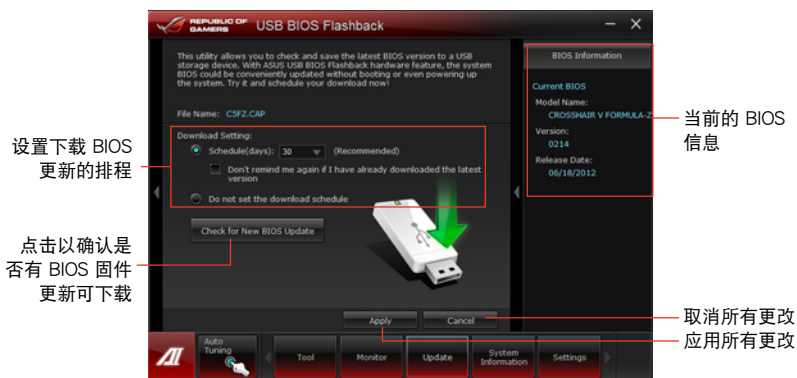 REPUBLIC OF
GAMERS
USB BIOS Flashback
This utility allows you to check and save the latest BIOS version to a USB
storage device. With ASUS USB BIOS Flashback hardware feature, the system
BIOS could be conveniently updated without booting or even powering up
the system. Try it and schedule your download now!
File Name: C5FZ.CAP
Download Setting:
Schedule(days): 30 (Recommended)
Don't remind me again if I have already downloaded the latest
version
Do not set the download schedule
Check for New BIOS Update
Apply
Cancel
BIOS Information
Current BIOS
Model Name:
CROSSHAIR V FORMULA-Z
Version:
0214
Release Date:
06/18/2012
Auto
Tuning
Tool
Monitor
Update
System
Information
Settings
设置下载 BIOS
更新的排程
点击以确认是
否有 BIOS 固件
更新可下载
当前的 BIOS
信息
取消所有更改
应用所有更改